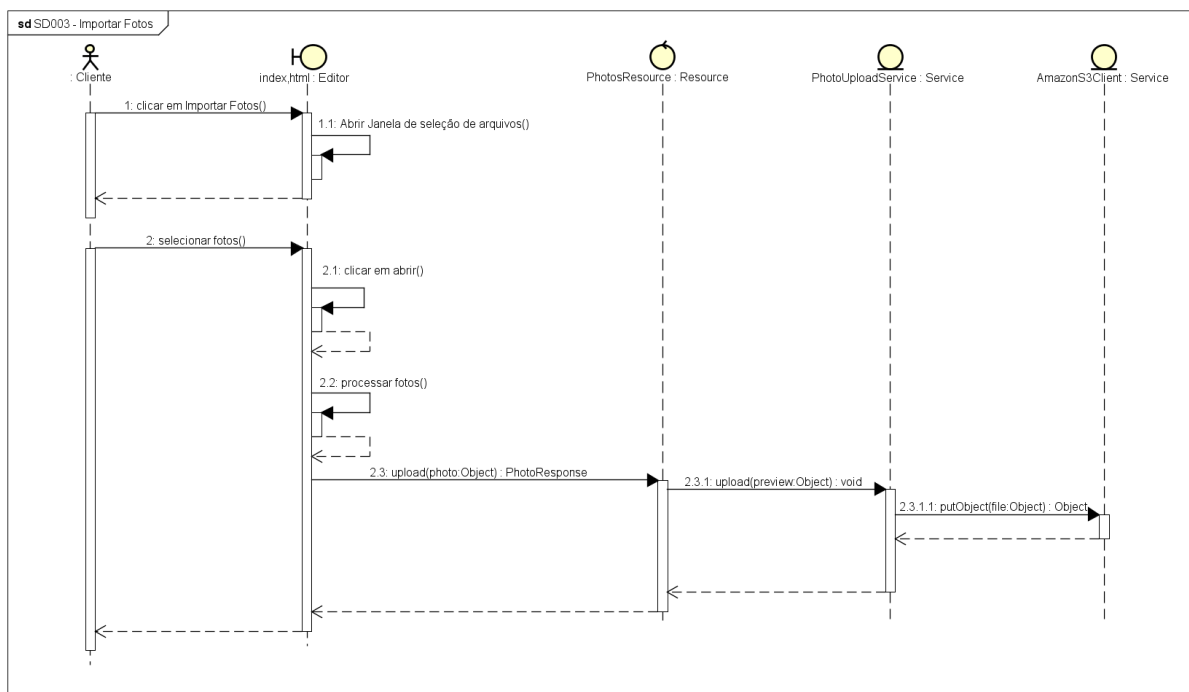 sd SD003 - Importar Fotos
: Cliente
index,html : Editor
PhotosResource : Resource
PhotoUploadService : Service
AmazonS3Client : Service
1: clicar em Importar Fotos()
1.1: Abrir Janela de seleção de arquivos()
2: selecionar fotos()
2.1: clicar em abrir()
2.2: processar fotos()
2.3: upload(photo:Object) : PhotoResponse
2.3.1: upload(preview:Object) : void
2.3.1.1: putObject(file:Object) : Object